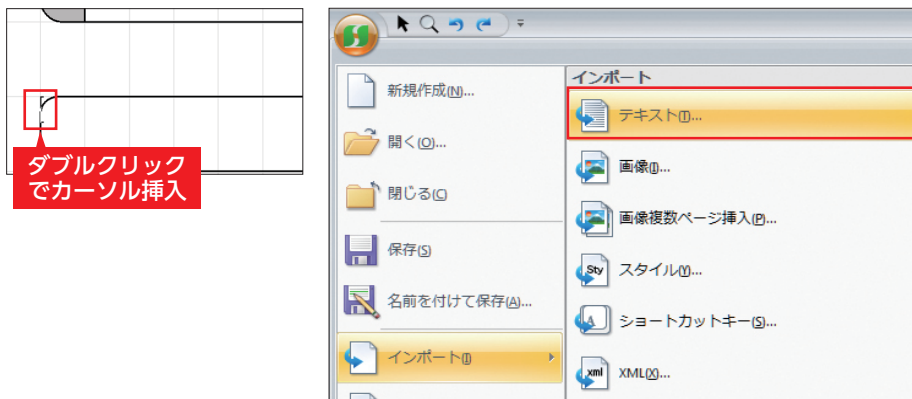 ダブルクリック
でカーソル挿入
新規作成(N)...
開く(O)...
閉じる(C)
保存(S)
名前を付けて保存(A)...
インポート(I)
インポート
テキスト(T)...
画像(I)...
画像複数ページ挿入(P)...
Sty
スタイル(Y)...
A
ショートカットキー(S)...
xml
XML(X)...